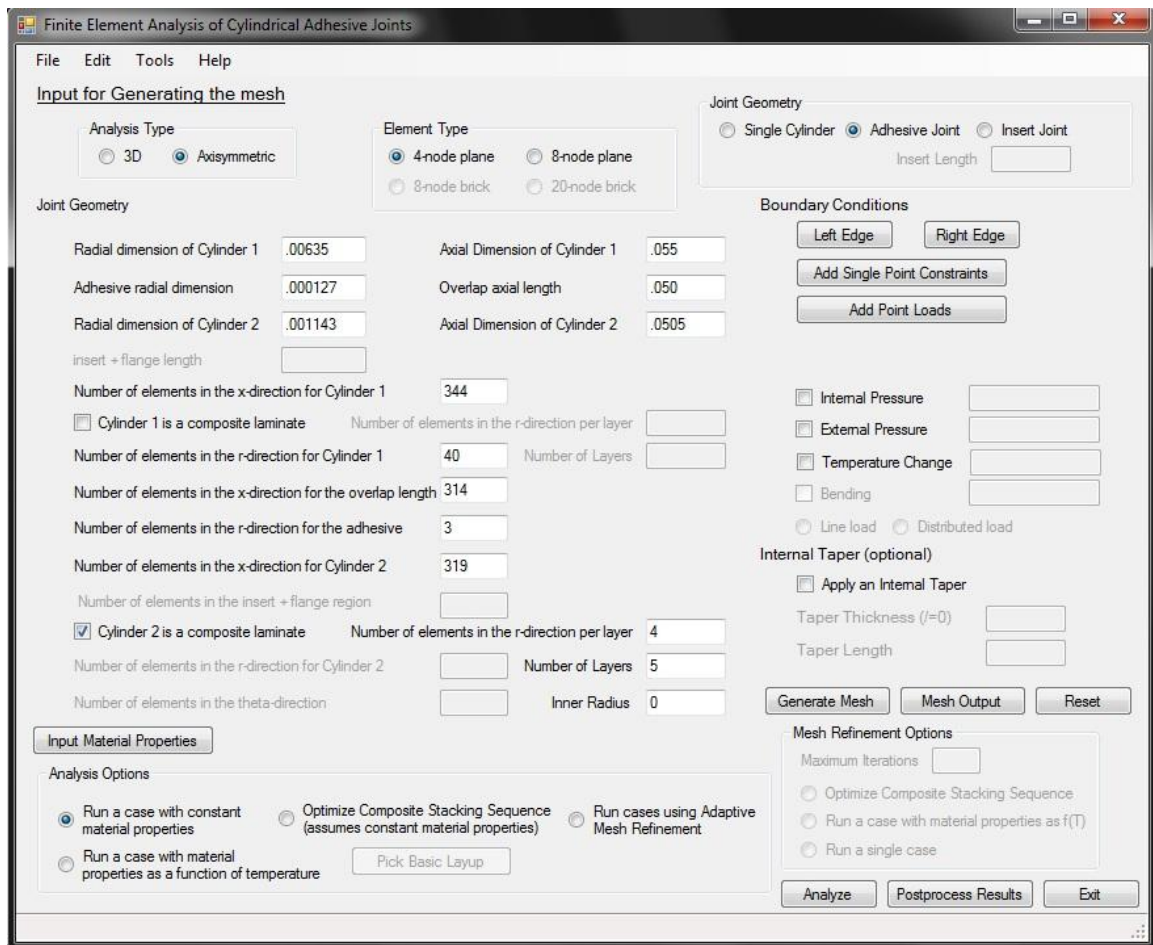 Finite Element Analysis of Cylindrical Adhesive Joints
File Edit Tools Help
Input for Generating the mesh
Analysis Type
3D Axisymmetric
Element Type
4-node plane 8-node plane
8-node brick 20-node brick
Joint Geometry
Single Cylinder Adhesive Joint Insert Joint
Insert Length
Joint Geometry
Radial dimension of Cylinder 1 .00635 Axial Dimension of Cylinder 1 .055
Adhesive radial dimension .000127 Overlap axial length .050
Radial dimension of Cylinder 2 .001143 Axial Dimension of Cylinder 2 .0505
insert + flange length
Number of elements in the x-direction for Cylinder 1 344
Cylinder 1 is a composite laminate Number of elements in the r-direction per layer
Number of elements in the r-direction for Cylinder 1 40 Number of Layers
Number of elements in the x-direction for the overlap length 314
Number of elements in the r-direction for the adhesive 3
Number of elements in the x-direction for Cylinder 2 319
Number of elements in the insert + flange region
Cylinder 2 is a composite laminate Number of elements in the r-direction per layer 4
Number of elements in the r-direction for Cylinder 2 Number of Layers 5
Number of elements in the theta-direction Inner Radius 0
Boundary Conditions
Left Edge Right Edge
Add Single Point Constraints
Add Point Loads
Internal Pressure
External Pressure
Temperature Change
Bending
Line load Distributed load
Internal Taper (optional)
Apply an Internal Taper
Taper Thickness (/=0)
Taper Length
Generate Mesh Mesh Output Reset
Input Material Properties
Analysis Options
Run a case with constant
material properties
Optimize Composite Stacking Sequence
(assumes constant material properties)
Run cases using Adaptive
Mesh Refinement
Run a case with material
properties as a function of temperature
Pick Basic Layup
Mesh Refinement Options
Maximum Iterations
Optimize Composite Stacking Sequence
Run a case with material properties as f(T)
Run a single case
Analyze Postprocess Results Exit